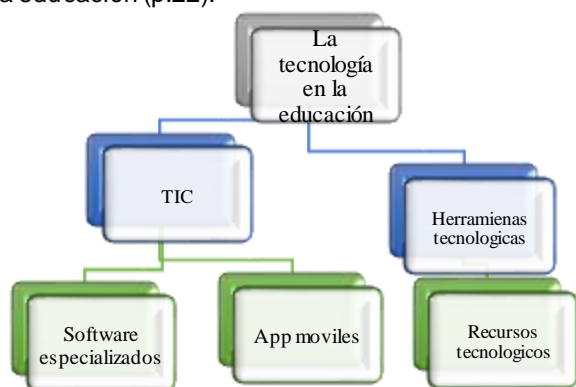 a educación (p.22).
La
tecnología
en la
educación
TIC
Herramienas
tecnologicas
Software
especializados
App moviles
Recursos
tecnologicos